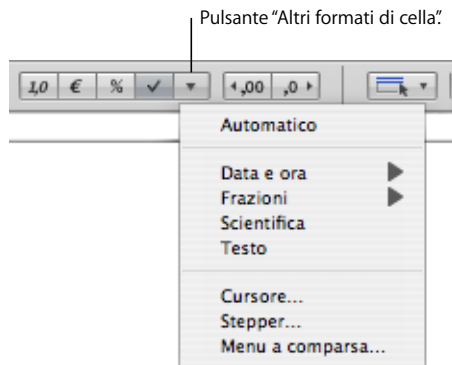 Pulsante “Altri formati di cella”.
1,0 € % ✓ ,00 ,0
Automatico
Data e ora
Frazioni
Scientifica
Testo
Cursore...
Stepper...
Menu a comparsa...